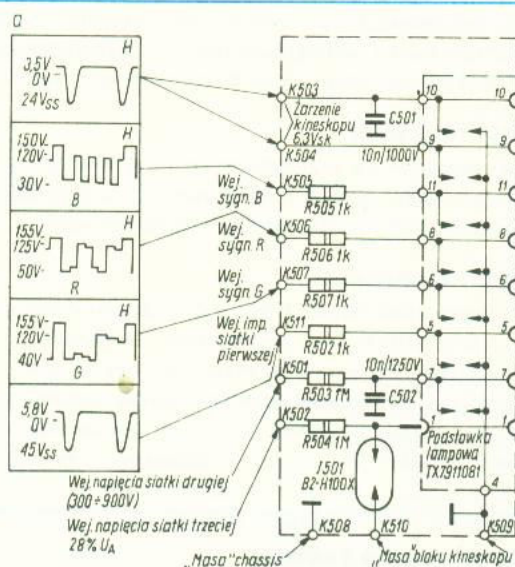 a
H
3,5V
0V
24Vss
150V
120V
30V
H
B
155V
125V
50V
H
R
155V
120V
40V
H
G
5,8V
0V
45Vss
K503
Żarzenie
kineskopu
6,3Vsk
K504
C501
10n/1000V
Wej.
sygn. B
K505
R505 1k
Wej.
sygn. R
K506
R506 1k
Wej.
sygn. G
K507
R507 1k
Wej. imp.
siatki
pierwszej
K511
R502 1k
K501
R503 1M
10n/1250V
C502
K502
R504 1M
10
9
11
8
6
5
7
1
10
9
11
8
6
5
7
1
Podstawka
lampowa
TX7911081
4
I501
B2-H100X
Wej. napięcia siatki drugiej
(300÷900V)
Wej. napięcia siatki trzeciej
28% UA
K508
K510
K509
„Masa" chassis
„Masa" bloku kineskopu